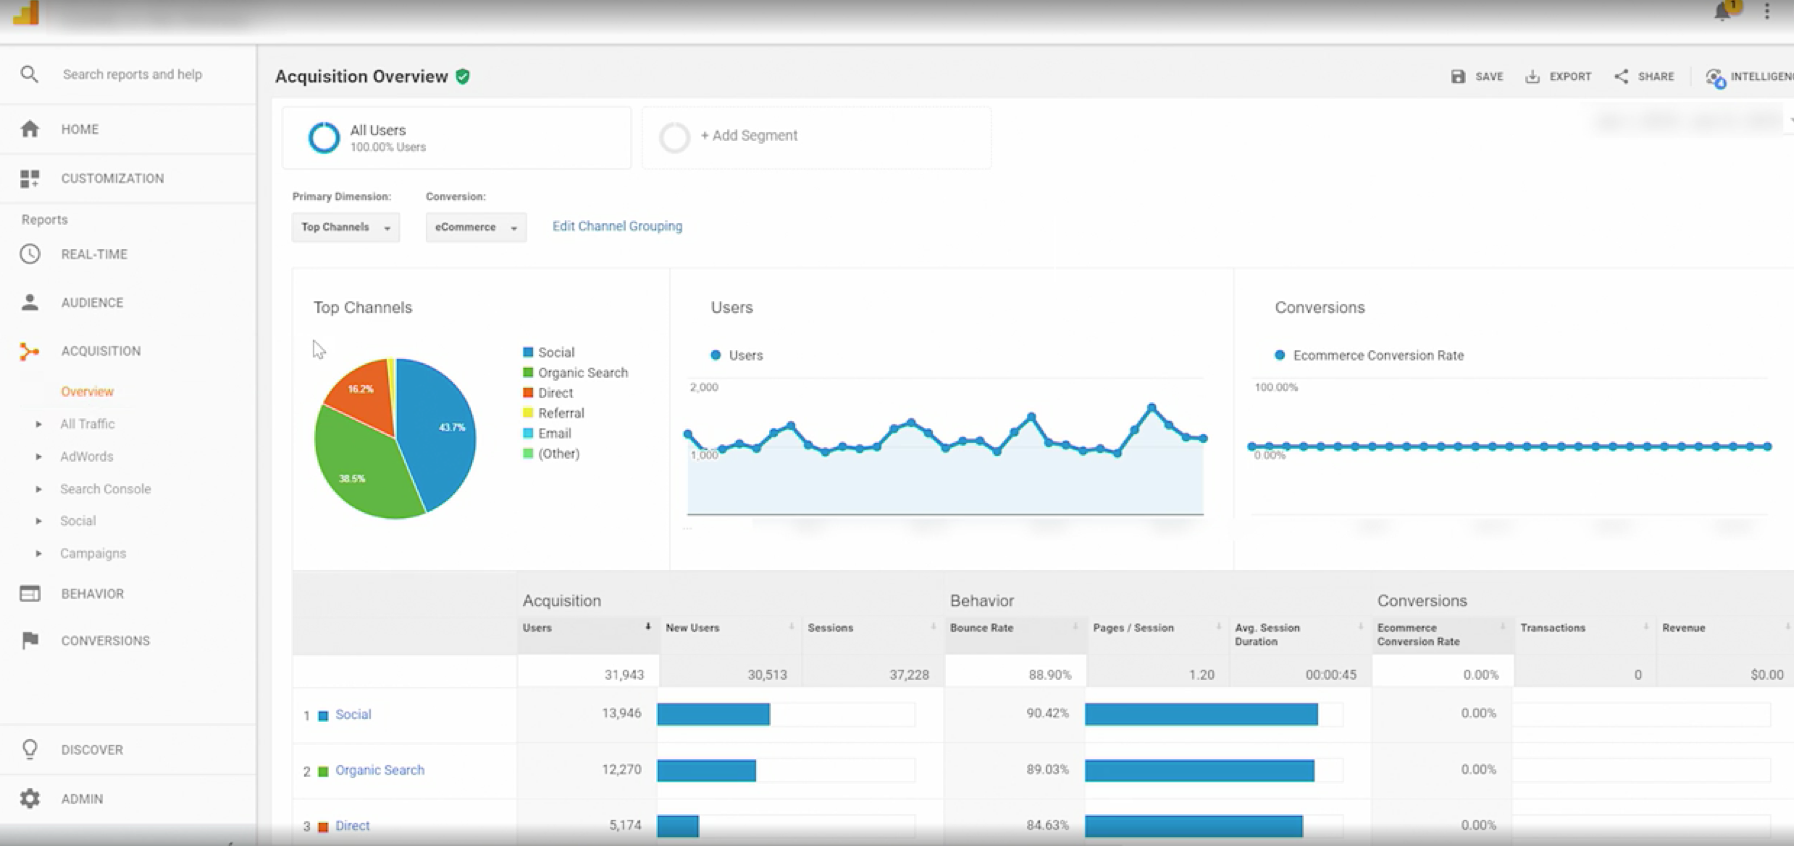 1
Search reports and help
Acquisition Overview
SAVE
EXPORT
SHARE
HOME
CUSTOMIZATION
Reports
REAL-TIME
AUDIENCE
ACQUISITION
Overview
All Traffic
AdWords
Search Console
Social
Campaigns
BEHAVIOR
CONVERSIONS
DISCOVER
ADMIN
All Users
100.00% Users
+ Add Segment
Primary Dimension:
Conversion:
Top Channels
eCommerce
Edit Channel Grouping
Top Channels
43.7%
38.5%
16.2%
Social
Organic Search
Direct
Referral
Email
(Other)
Users
Users
2,000
1,000
...
Conversions
Ecommerce Conversion Rate
100.00%
0.00%
Acquisition Behavior Conversions
Users New Users Sessions Bounce Rate Pages / Session Avg. Session Duration Ecommerce Conversion Rate Transactions Revenue
31,943 30,513 37,228 88.90% 1.20 00:00:45 0.00% 0 $0.00
1 Social 13,946 90.42% 0.00%
2 Organic Search 12,270 89.03% 0.00%
3 Direct 5,174 84.63% 0.00%